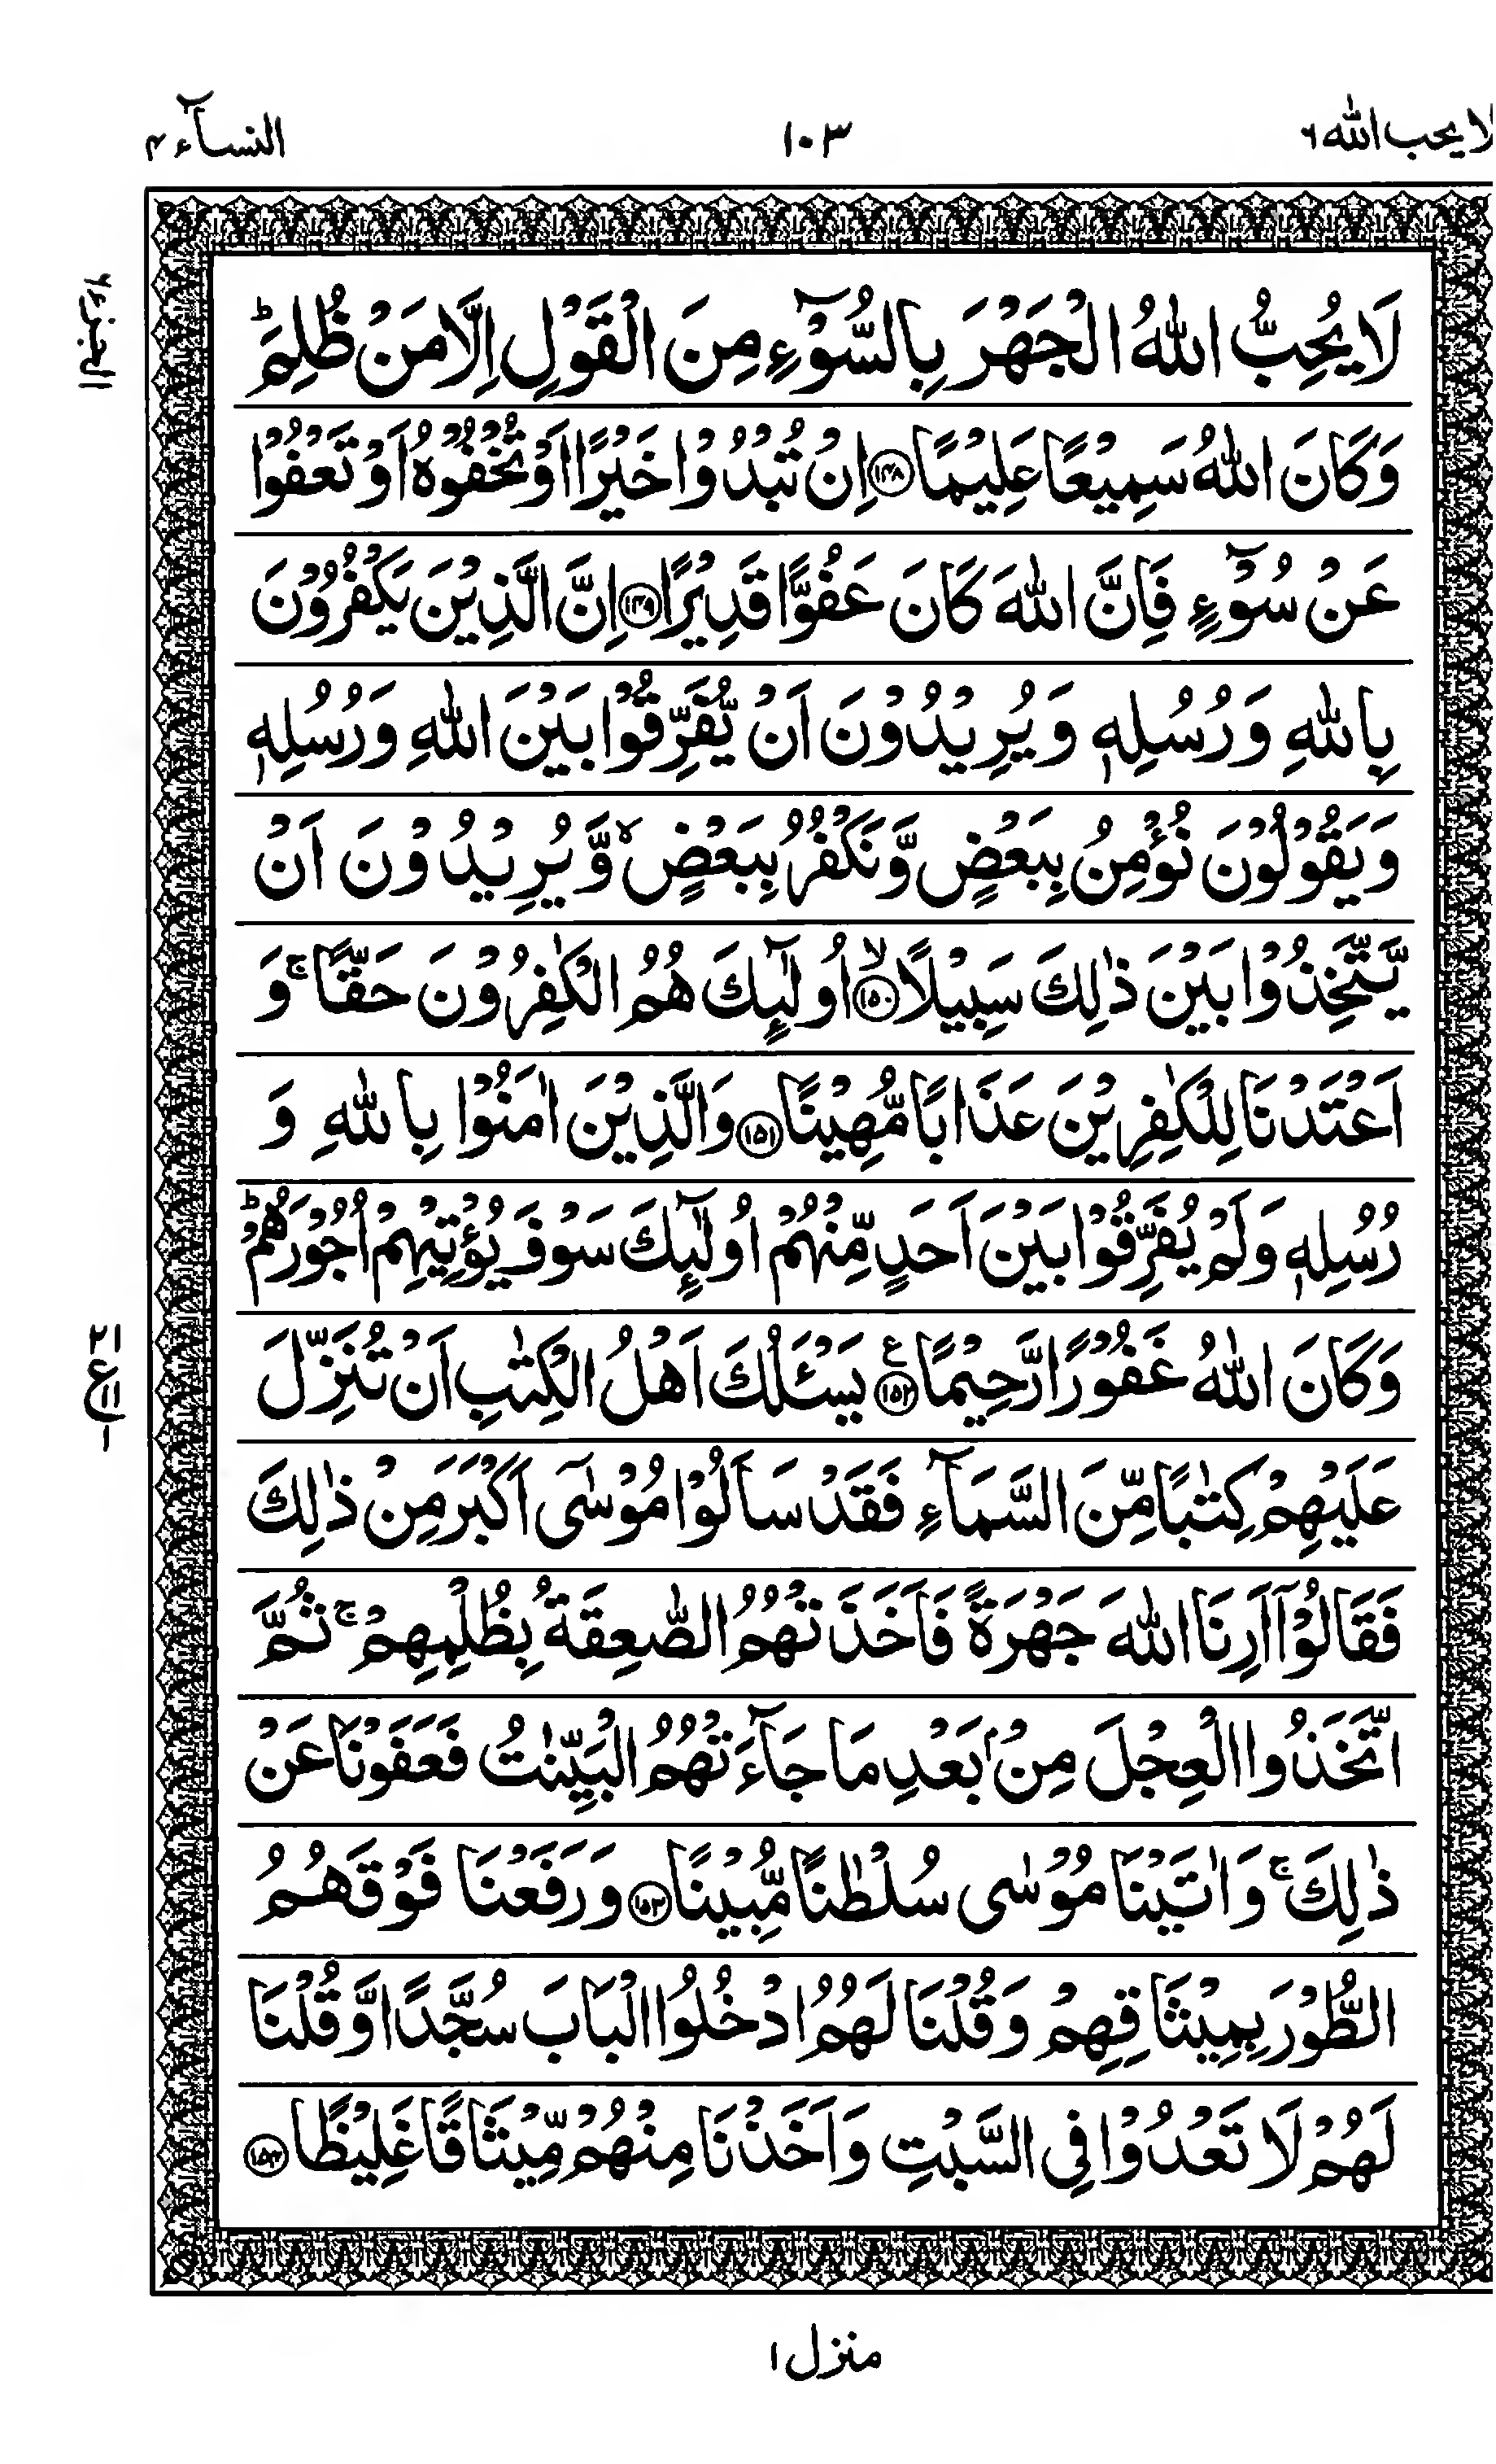 لا يحب الله ٦
١٠٣
النسآء ٤
الجزء ٦
لَا يُحِبُّ اللّٰهُ الْجَهْرَ بِالسُّوْٓءِ مِنَ الْقَوْلِ اِلَّا مَنْ ظُلِمَ ؕ
وَكَانَ اللّٰهُ سَمِيْعًا عَلِيْمًا ﴿١٤٨﴾ اِنْ تُبْدُوْا خَيْرًا اَوْ تُخْفُوْهُ اَوْ تَعْفُوْا
عَنْ سُوْٓءٍ فَاِنَّ اللّٰهَ كَانَ عَفُوًّا قَدِيْرًا ﴿١٤٩﴾ اِنَّ الَّذِيْنَ يَكْفُرُوْنَ
بِاللّٰهِ وَرُسُلِهٖ وَيُرِيْدُوْنَ اَنْ يُّفَرِّقُوْا بَيْنَ اللّٰهِ وَرُسُلِهٖ
وَيَقُوْلُوْنَ نُؤْمِنُ بِبَعْضٍ وَّنَكْفُرُ بِبَعْضٍ ۙ وَّيُرِيْدُوْنَ اَنْ
يَّتَّخِذُوْا بَيْنَ ذٰلِكَ سَبِيْلًا ﴿١٥٠﴾ۙ اُولٰٓئِكَ هُمُ الْكٰفِرُوْنَ حَقًّا ۚ وَ
اَعْتَدْنَا لِلْكٰفِرِيْنَ عَذَابًا مُّهِيْنًا ﴿١٥١﴾ وَالَّذِيْنَ اٰمَنُوْا بِاللّٰهِ وَ
رُسُلِهٖ وَلَمْ يُفَرِّقُوْا بَيْنَ اَحَدٍ مِّنْهُمْ اُولٰٓئِكَ سَوْفَ يُؤْتِيْهِمْ اُجُوْرَهُمْ ؕ
وَكَانَ اللّٰهُ غَفُوْرًا رَّحِيْمًا ﴿١٥٢﴾ع يَسْـَٔلُكَ اَهْلُ الْكِتٰبِ اَنْ تُنَزِّلَ
٢١
ع
١١
١
عَلَيْهِمْ كِتٰبًا مِّنَ السَّمَآءِ فَقَدْ سَاَلُوْا مُوْسٰٓى اَكْبَرَ مِنْ ذٰلِكَ
فَقَالُوْٓا اَرِنَا اللّٰهَ جَهْرَةً فَاَخَذَتْهُمُ الصّٰعِقَةُ بِظُلْمِهِمْ ۚ ثُمَّ
اتَّخَذُوا الْعِجْلَ مِنْۢ بَعْدِ مَا جَآءَتْهُمُ الْبَيِّنٰتُ فَعَفَوْنَا عَنْ
ذٰلِكَ ۚ وَاٰتَيْنَا مُوْسٰى سُلْطٰنًا مُّبِيْنًا ﴿١٥٣﴾ وَرَفَعْنَا فَوْقَهُمُ
الطُّوْرَ بِمِيْثَاقِهِمْ وَقُلْنَا لَهُمُ ادْخُلُوا الْبَابَ سُجَّدًا وَّقُلْنَا
لَهُمْ لَا تَعْدُوْا فِى السَّبْتِ وَاَخَذْنَا مِنْهُمْ مِّيْثَاقًا غَلِيْظًا ﴿١٥٤﴾
منزل ١